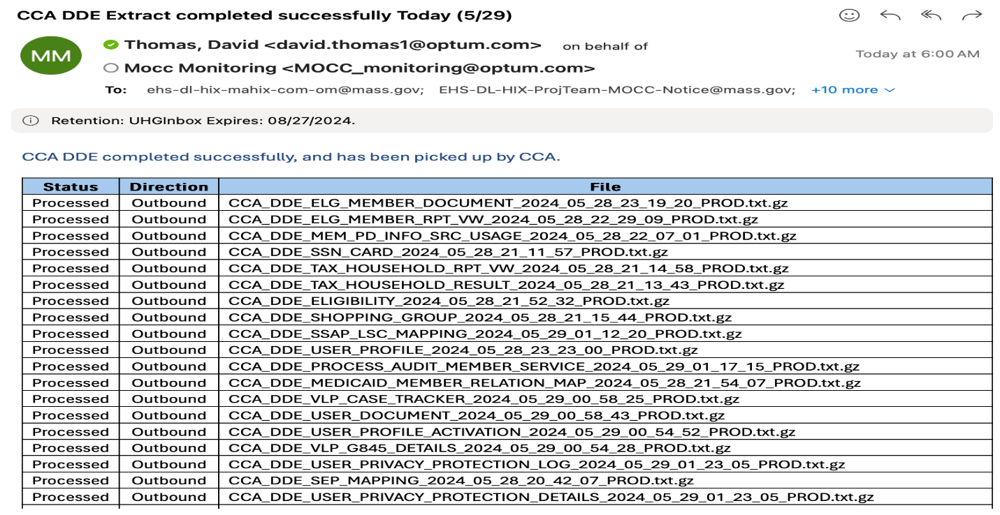 CCA DDE Extract completed successfully Today (5/29)
MM
Thomas, David <david.thomas1@optum.com> on behalf of
Mocc Monitoring <MOCC_monitoring@optum.com>
Today at 6:00 AM
To: ehs-dl-hix-mahix-com-om@mass.gov; EHS-DL-HIX-ProjTeam-MOCC-Notice@mass.gov; +10 more
Retention: UHGInbox Expires: 08/27/2024.
CCA DDE completed successfully, and has been picked up by CCA.
Status Direction File
Processed Outbound CCA_DDE_ELG_MEMBER_DOCUMENT_2024_05_28_23_19_20_PROD.txt.gz
Processed Outbound CCA_DDE_ELG_MEMBER_RPT_VW_2024_05_28_22_29_09_PROD.txt.gz
Processed Outbound CCA_DDE_MEM_PD_INFO_SRC_USAGE_2024_05_28_22_07_01_PROD.txt.gz
Processed Outbound CCA_DDE_SSN_CARD_2024_05_28_21_11_57_PROD.txt.gz
Processed Outbound CCA_DDE_TAX_HOUSEHOLD_RPT_VW_2024_05_28_21_14_58_PROD.txt.gz
Processed Outbound CCA_DDE_TAX_HOUSEHOLD_RESULT_2024_05_28_21_13_43_PROD.txt.gz
Processed Outbound CCA_DDE_ELIGIBILITY_2024_05_28_21_52_32_PROD.txt.gz
Processed Outbound CCA_DDE_SHOPPING_GROUP_2024_05_28_21_15_44_PROD.txt.gz
Processed Outbound CCA_DDE_SSAP_LSC_MAPPING_2024_05_29_01_12_20_PROD.txt.gz
Processed Outbound CCA_DDE_USER_PROFILE_2024_05_28_23_23_00_PROD.txt.gz
Processed Outbound CCA_DDE_PROCESS_AUDIT_MEMBER_SERVICE_2024_05_29_01_17_15_PROD.txt.gz
Processed Outbound CCA_DDE_MEDICAID_MEMBER_RELATION_MAP_2024_05_28_21_54_07_PROD.txt.gz
Processed Outbound CCA_DDE_VLP_CASE_TRACKER_2024_05_29_00_58_25_PROD.txt.gz
Processed Outbound CCA_DDE_USER_DOCUMENT_2024_05_29_00_58_43_PROD.txt.gz
Processed Outbound CCA_DDE_USER_PROFILE_ACTIVATION_2024_05_29_00_54_52_PROD.txt.gz
Processed Outbound CCA_DDE_VLP_G845_DETAILS_2024_05_29_00_54_28_PROD.txt.gz
Processed Outbound CCA_DDE_USER_PRIVACY_PROTECTION_LOG_2024_05_29_01_23_05_PROD.txt.gz
Processed Outbound CCA_DDE_SEP_MAPPING_2024_05_28_20_42_07_PROD.txt.gz
Processed Outbound CCA_DDE_USER_PRIVACY_PROTECTION_DETAILS_2024_05_29_01_23_05_PROD.txt.gz